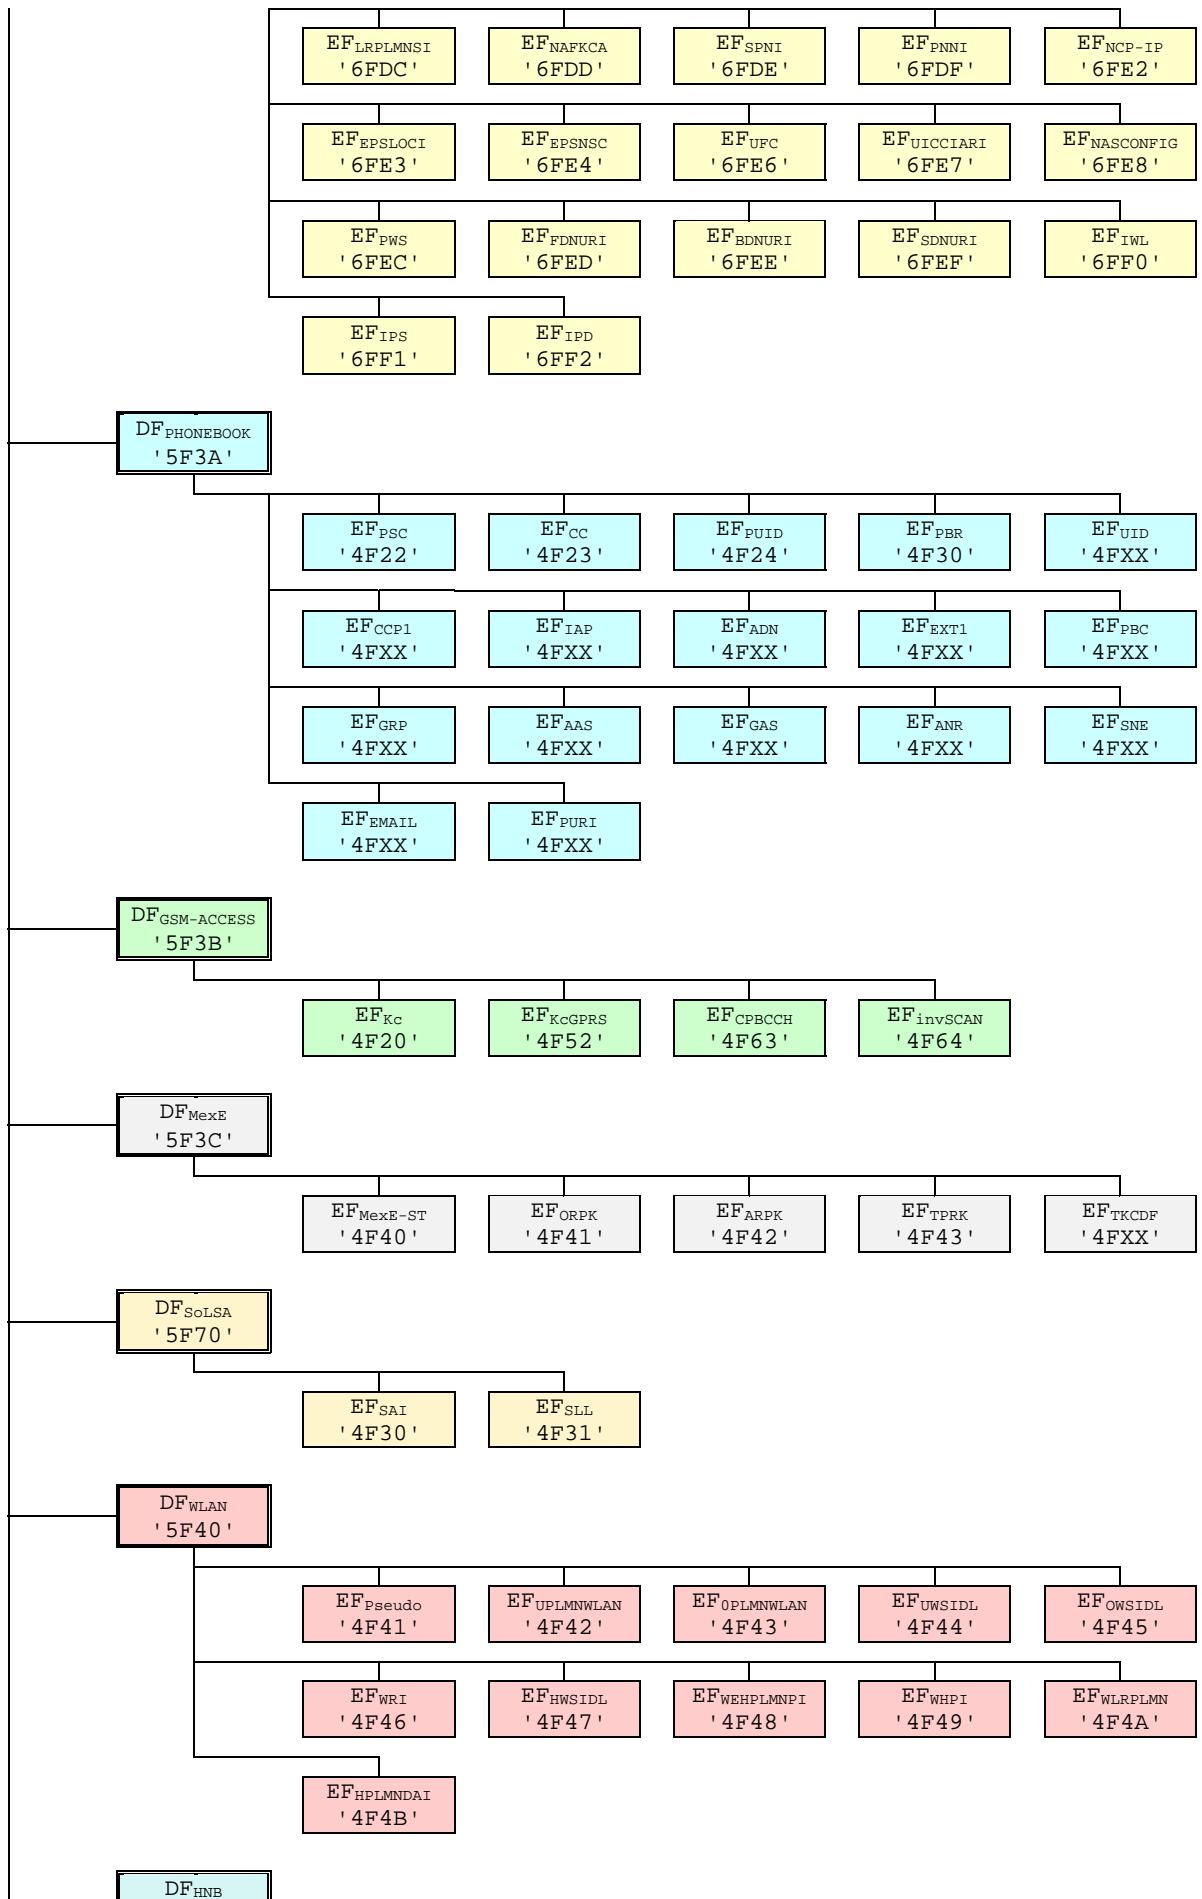 EFLRPLMNSI EFNAFKCA EFSPNI EFPNNI EFNCP-IP
'6FDC' '6FDD' '6FDE' '6FDF' '6FE2'
EFEPSLOCI EFEPSNSC EFUFC EFUICCIARI EFNASCONFIG
'6FE3' '6FE4' '6FE6' '6FE7' '6FE8'
EFPWS EFFDNURI EFBDNURI EFSDNURI EFIWL
'6FEC' '6FED' '6FEE' '6FEF' '6FF0'
EFIPS EFIPD
'6FF1' '6FF2'
DFPHONEBOOK
'5F3A'
EFPSC EFCC EFPUID EFPBR EFUID
'4F22' '4F23' '4F24' '4F30' '4FXX'
EFCCP1 EFIAP EFADN EFEXT1 EFPBC
'4FXX' '4FXX' '4FXX' '4FXX' '4FXX'
EFGRP EFAAS EFGAS EFANR EFSNE
'4FXX' '4FXX' '4FXX' '4FXX' '4FXX'
EFEMAIL EFPURI
'4FXX' '4FXX'
DFGSM-ACCESS
'5F3B'
EFKc EFKcGPRS EFCPBCCH EFinvSCAN
'4F20' '4F52' '4F63' '4F64'
DFMexE
'5F3C'
EFMexE-ST EFORPK EFARPK EFTPRK EFTKCDF
'4F40' '4F41' '4F42' '4F43' '4FXX'
DFSoLSA
'5F70'
EFSAI EFSLL
'4F30' '4F31'
DFWLAN
'5F40'
EFPseudo EFUPLMNWLAN EF0PLMNWLAN EFUWSIDL EFOWSIDL
'4F41' '4F42' '4F43' '4F44' '4F45'
EFWRI EFHWSIDL EFWEHPLMNPI EFWHPI EFWLRPLMN
'4F46' '4F47' '4F48' '4F49' '4F4A'
EFHPLMNDAI
'4F4B'
DFHNB